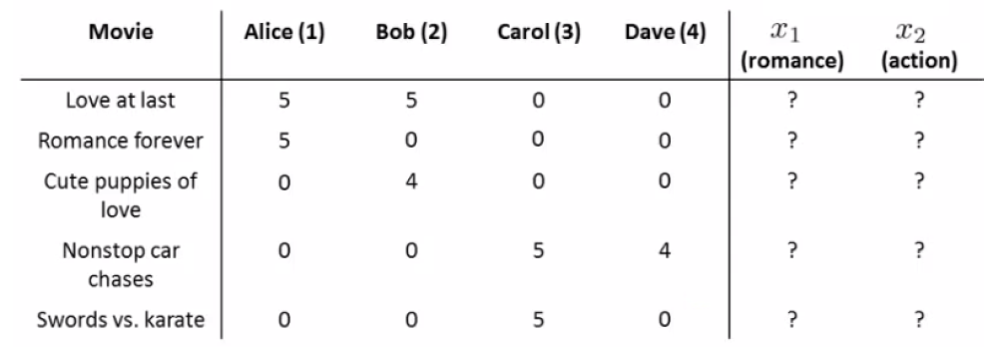 Movie Alice (1) Bob (2) Carol (3) Dave (4) x₁ (romance) x₂ (action)
Love at last 5 5 0 0 ? ?
Romance forever 5 0 0 0 ? ?
Cute puppies of love 0 4 0 0 ? ?
Nonstop car chases 0 0 5 4 ? ?
Swords vs. karate 0 0 5 0 ? ?